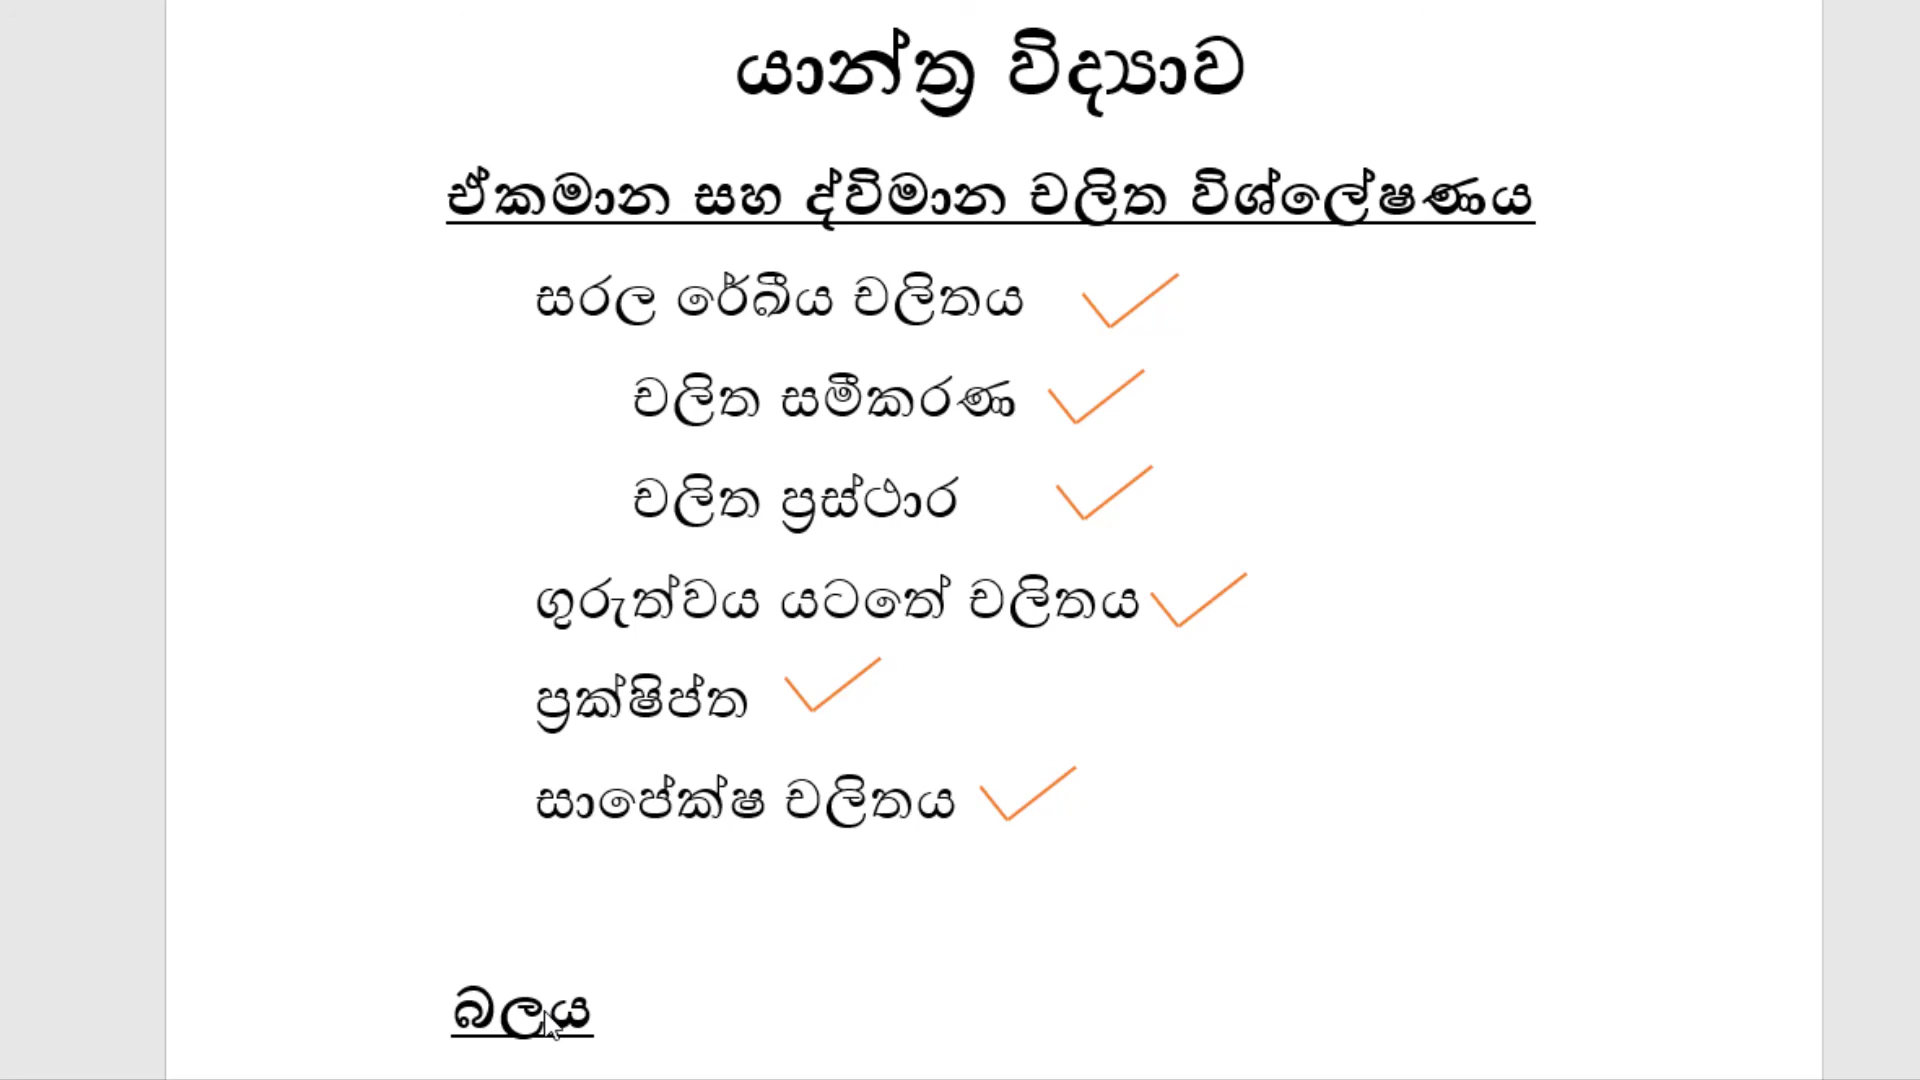 යාන්ත්‍ර විද්‍යාව
ඒකමාන සහ ද්විමාන චලිත විශ්ලේෂණය
සරල රේඛීය චලිතය
චලිත සමීකරණ
චලිත ප්‍රස්ථාර
ගුරුත්වය යටතේ චලිතය
ප්‍රක්ෂිප්ත
සාපේක්ෂ චලිතය
බලය